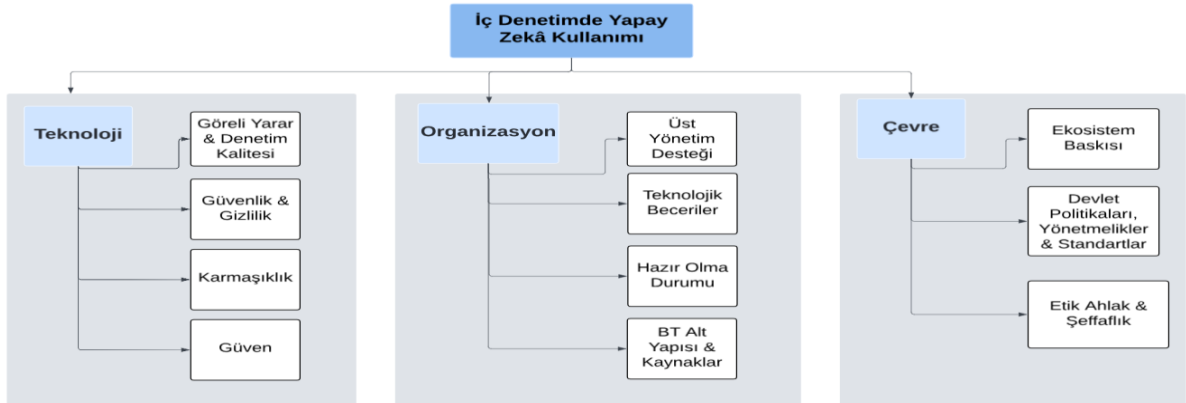 İç Denetimde Yapay
Zekâ Kullanımı
Teknoloji
Göreli Yarar
& Denetim
Kalitesi
Güvenlik &
Gizlilik
Karmaşıklık
Güven
Organizasyon
Üst
Yönetim
Desteği
Teknolojik
Beceriler
Hazır Olma
Durumu
BT Alt
Yapısı &
Kaynaklar
Çevre
Ekosistem
Baskısı
Devlet
Politikaları,
Yönetmelikler
& Standartlar
Etik Ahlak &
Şeffaflık